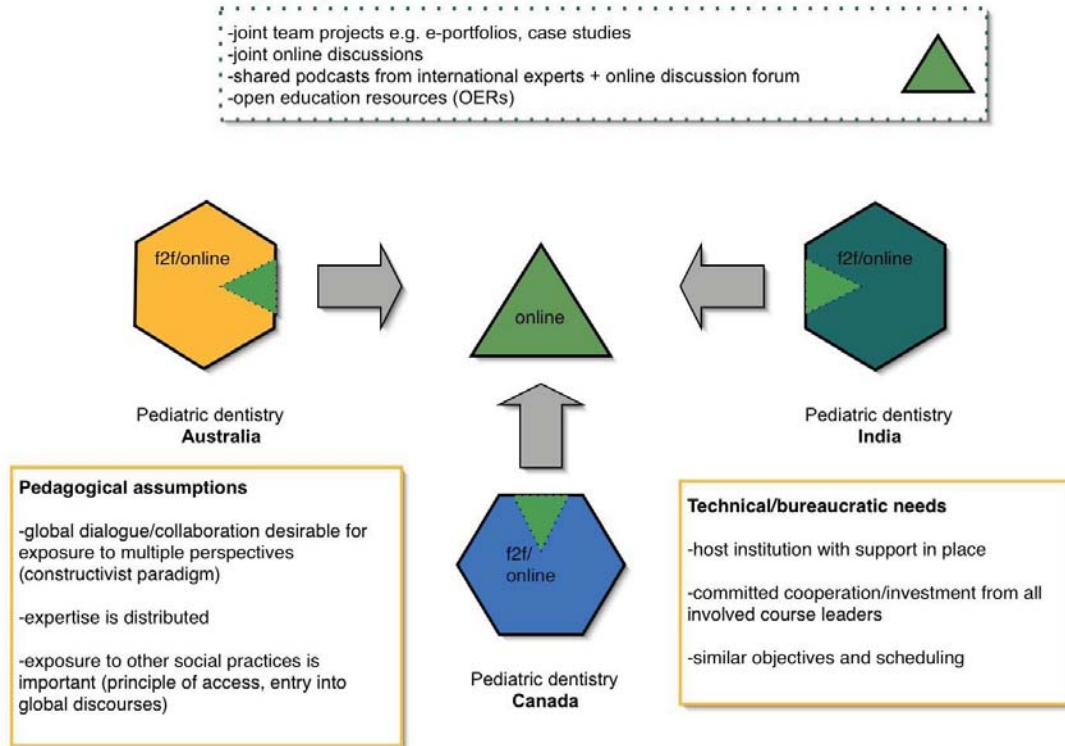 -joint team projects e.g. e-portfolios, case studies
-joint online discussions
-shared podcasts from international experts + online discussion forum
-open education resources (OERs)
f2f/online
online
f2f/online
Pediatric dentistry
Australia
Pediatric dentistry
India
Pedagogical assumptions
-global dialogue/collaboration desirable for
exposure to multiple perspectives
(constructivist paradigm)
-expertise is distributed
-exposure to other social practices is
important (principle of access, entry into
global discourses)
f2f/
online
Pediatric dentistry
Canada
Technical/bureaucratic needs
-host institution with support in place
-committed cooperation/investment from all
involved course leaders
-similar objectives and scheduling